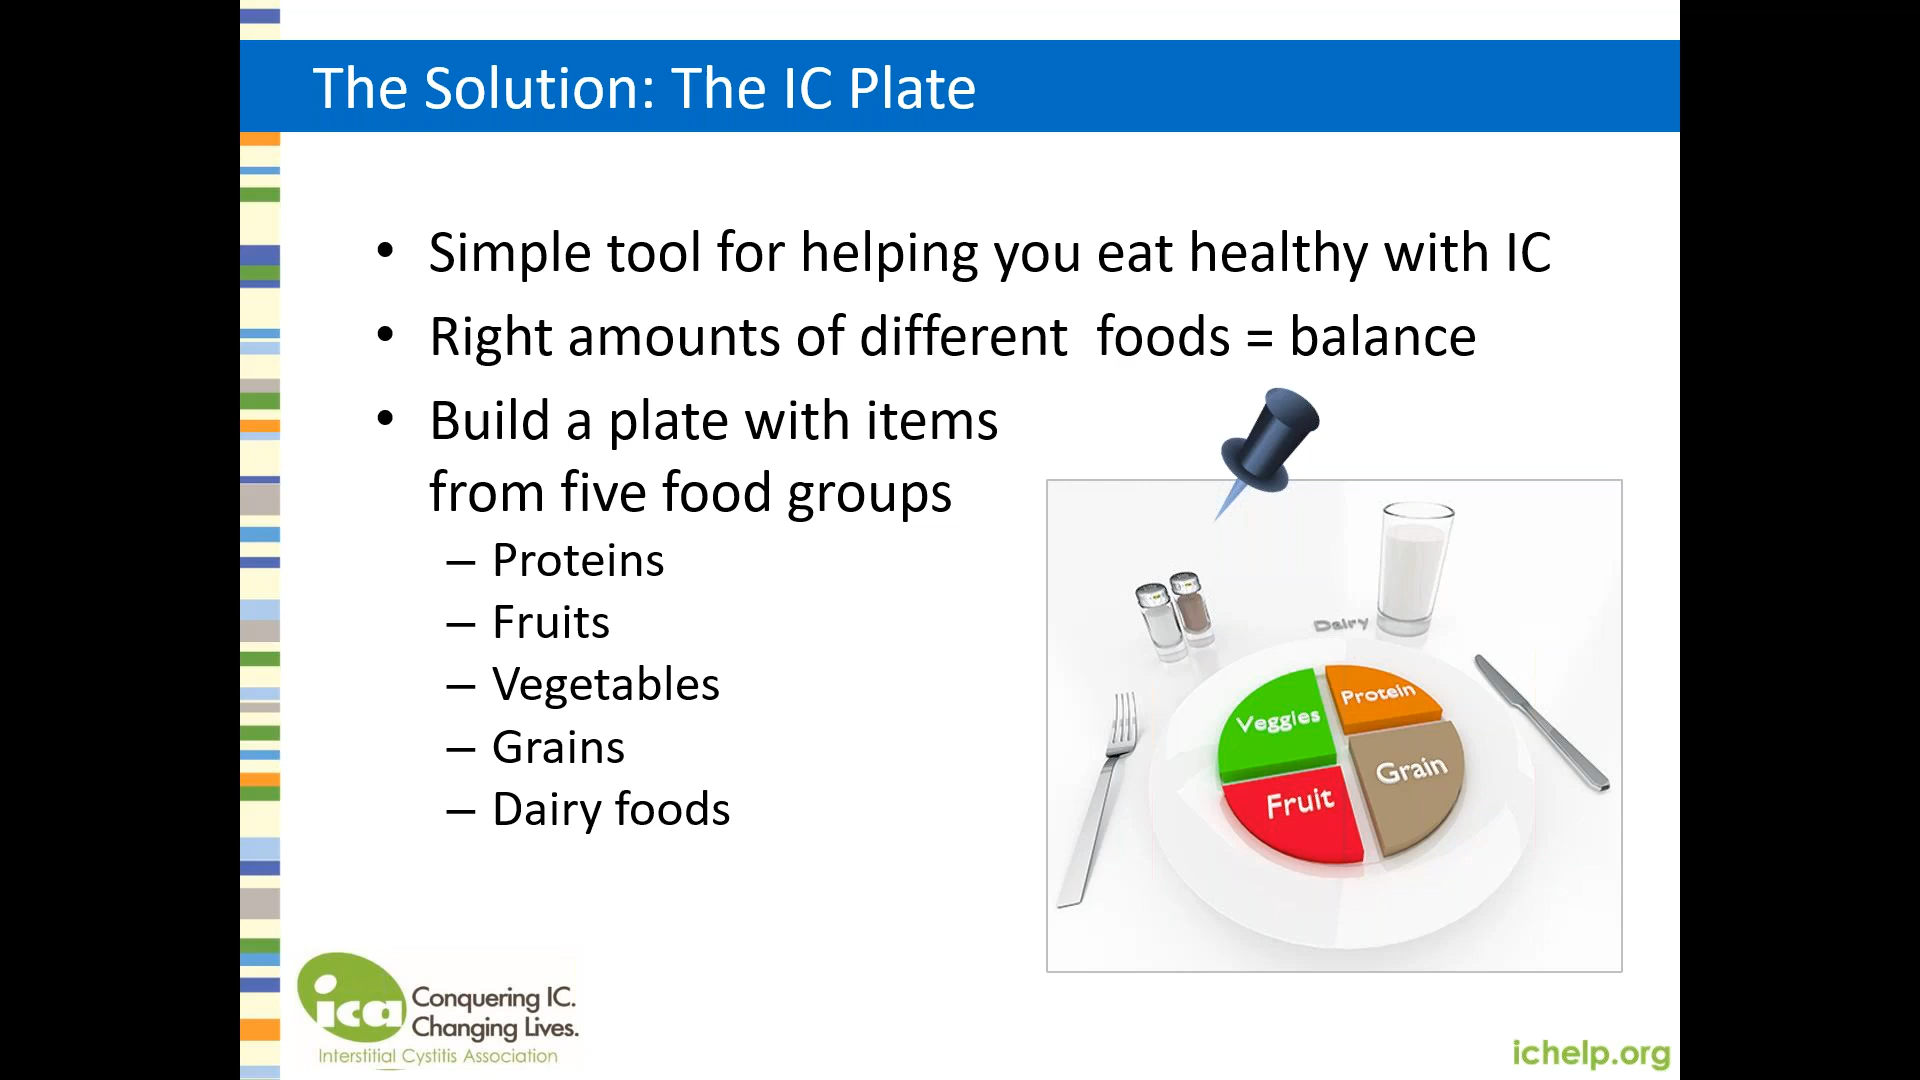 The Solution: The IC Plate
• Simple tool for helping you eat healthy with IC
• Right amounts of different  foods = balance
• Build a plate with items
from five food groups
– Proteins
– Fruits
– Vegetables
– Grains
– Dairy foods
Dairy
Veggies
Protein
Grain
Fruit
ica
Conquering IC.
Changing Lives.
Interstitial Cystitis Association
ichelp.org